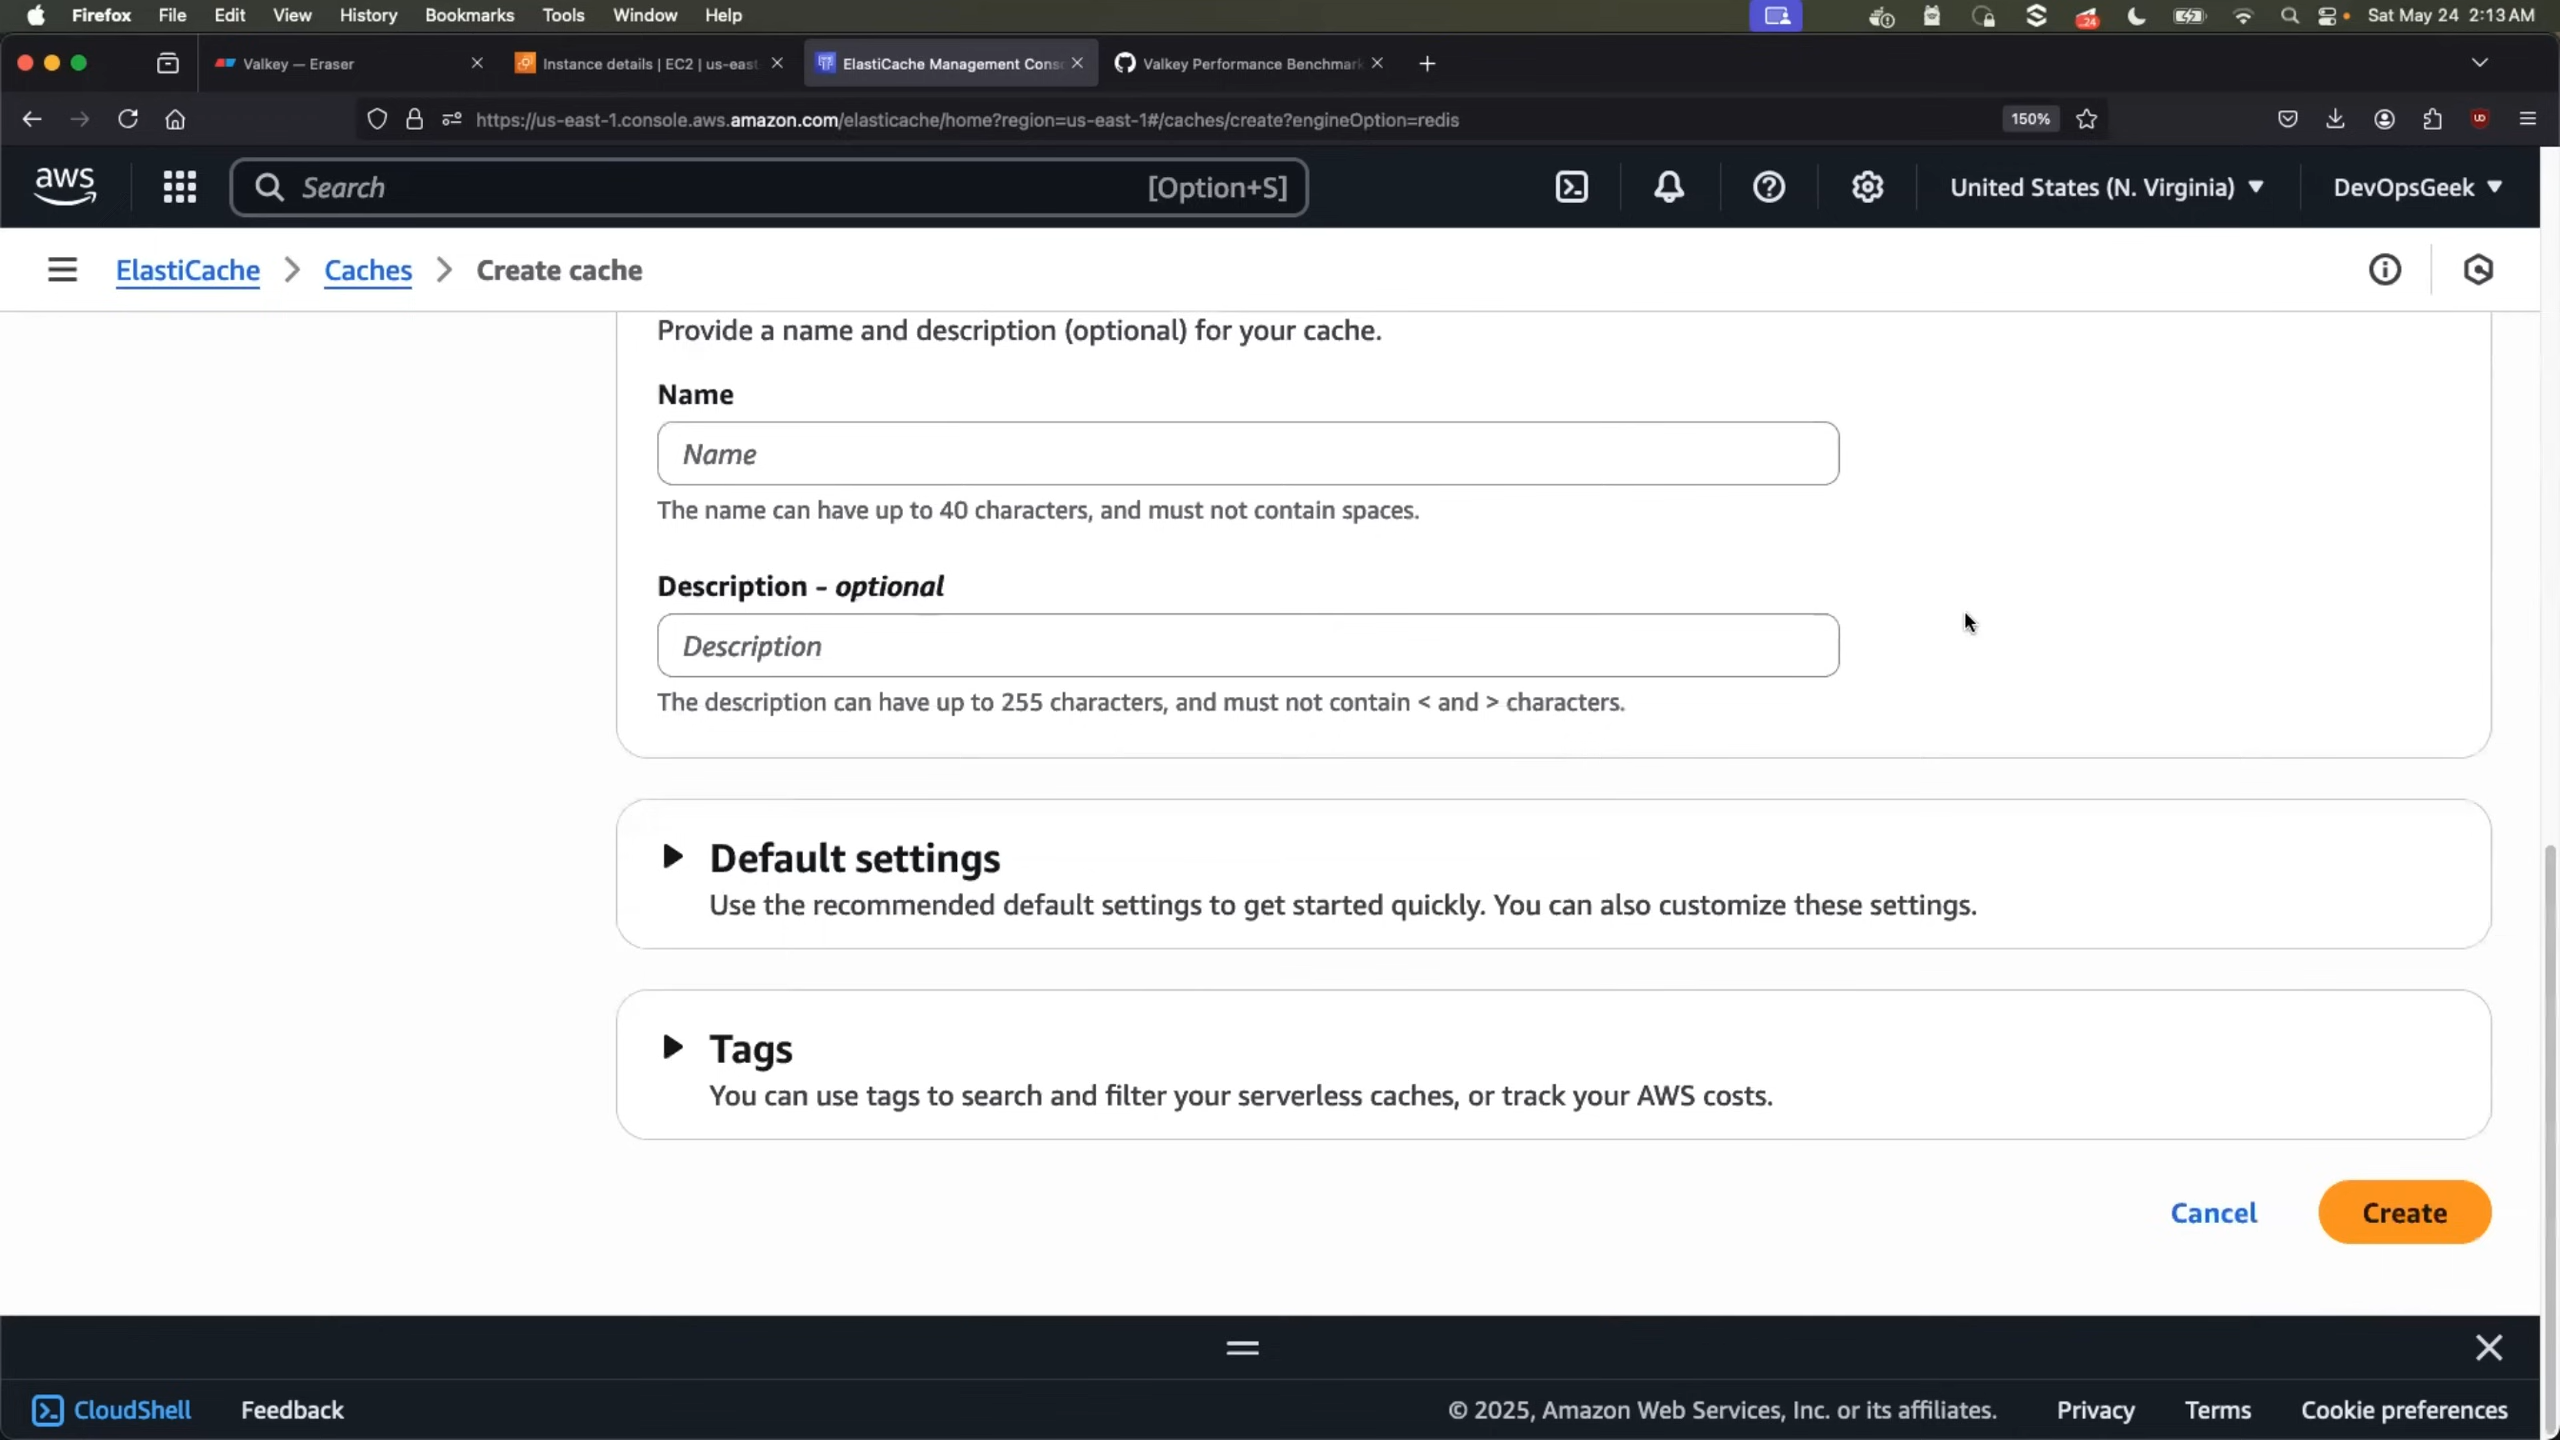 Firefox File Edit View History Bookmarks Tools Window Help 24 Sat May 24 2:13 AM
Valkey — Eraser Instance details | EC2 | us-east ElastiCache Management Conso Valkey Performance Benchmark
https://us-east-1.console.aws.amazon.com/elasticache/home?region=us-east-1#/caches/create?engineOption=redis 150%
aws Search [Option+S] United States (N. Virginia) DevOpsGeek
ElastiCache Caches Create cache
Provide a name and description (optional) for your cache.
Name
Name
The name can have up to 40 characters, and must not contain spaces.
Description - optional
Description
The description can have up to 255 characters, and must not contain < and > characters.
Default settings
Use the recommended default settings to get started quickly. You can also customize these settings.
Tags
You can use tags to search and filter your serverless caches, or track your AWS costs.
Cancel Create
CloudShell Feedback © 2025, Amazon Web Services, Inc. or its affiliates. Privacy Terms Cookie preferences